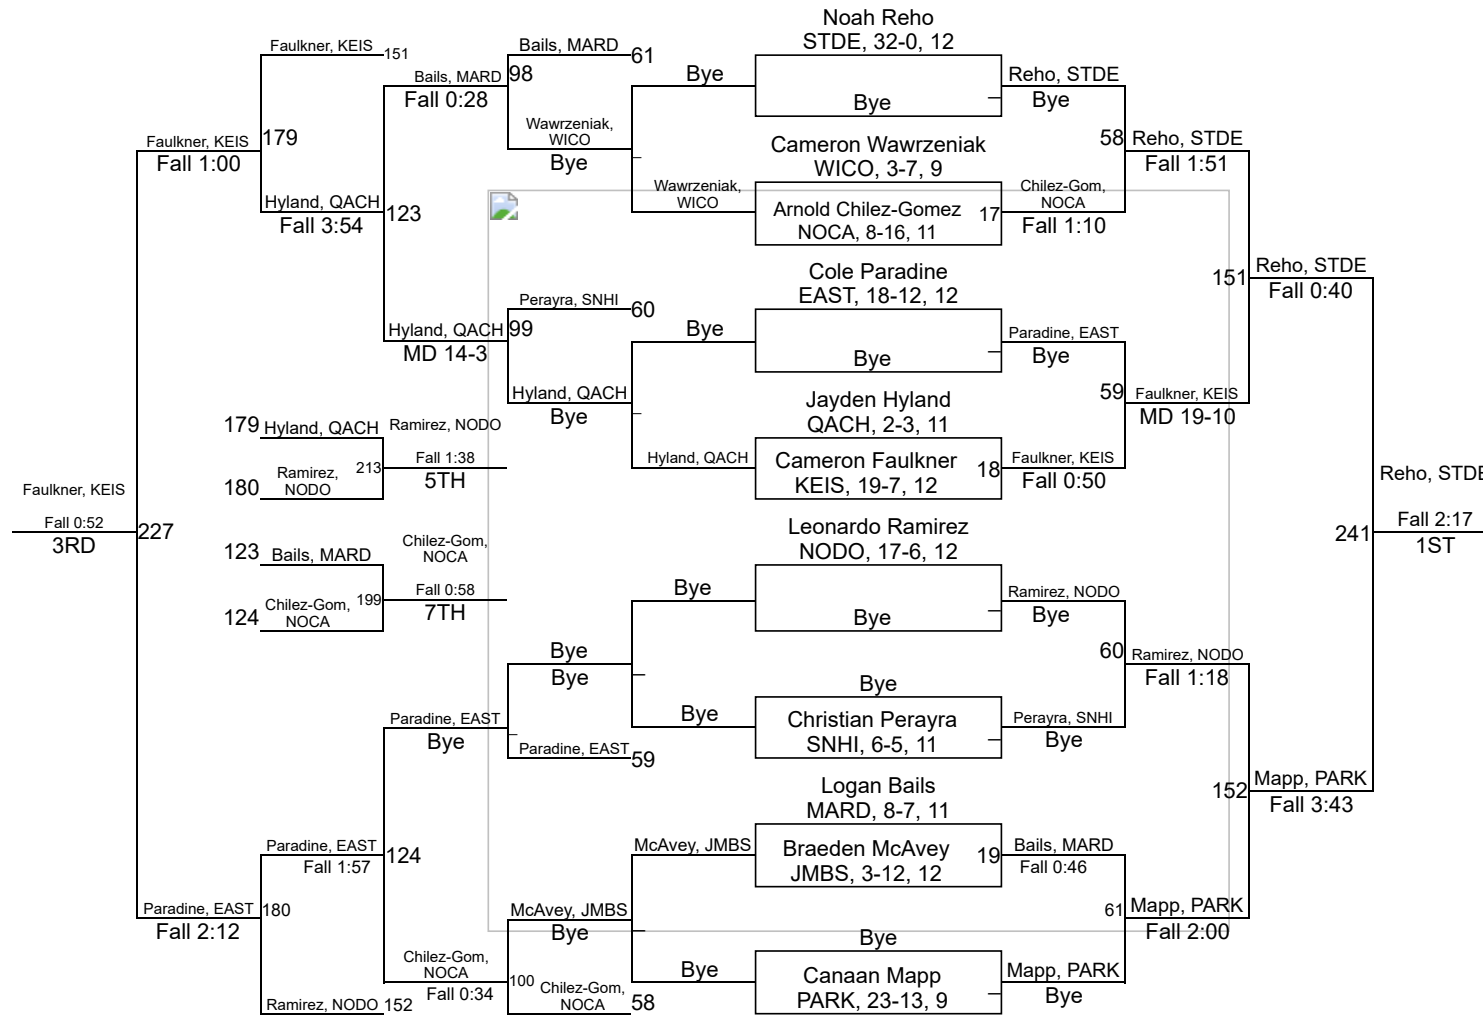 Noah Reho
STDE, 32-0, 12
Faulkner, KEIS
151
Bails, MARD
61
Bails, MARD
98
Fall 0:28
Bye
Bye
Reho, STDE
Bye
Wawrzeniak,
WICO
Bye
Faulkner, KEIS
179
Fall 1:00
Cameron Wawrzeniak
WICO, 3-7, 9
58
Reho, STDE
Fall 1:51
Hyland, QACH
123
Fall 3:54
Wawrzeniak,
WICO
Arnold Chilez-Gomez
NOCA, 8-16, 11
17
Chilez-Gom,
NOCA
Fall 1:10
Cole Paradine
EAST, 18-12, 12
151
Reho, STDE
Fall 0:40
Perayra, SNHI
60
Hyland, QACH
99
MD 14-3
Bye
Bye
Paradine, EAST
Bye
Hyland, QACH
Bye
Jayden Hyland
QACH, 2-3, 11
59
Faulkner, KEIS
MD 19-10
179
Hyland, QACH
Ramirez, NODO
Ramirez,
NODO
213
180
Fall 1:38
5TH
Hyland, QACH
Cameron Faulkner
KEIS, 19-7, 12
18
Faulkner, KEIS
Fall 0:50
Faulkner, KEIS
Fall 0:52
3RD
227
Reho, STDE
241
Fall 2:17
1ST
Leonardo Ramirez
NODO, 17-6, 12
123
Bails, MARD
Chilez-Gom,
NOCA
124
Chilez-Gom,
NOCA
199
Fall 0:58
7TH
Bye
Bye
Ramirez, NODO
Bye
Bye
Bye
60
Ramirez, NODO
Fall 1:18
Bye
Bye
Christian Perayra
SNHI, 6-5, 11
Perayra, SNHI
Bye
Paradine, EAST
Bye
Paradine, EAST
59
Logan Bails
MARD, 8-7, 11
152
Mapp, PARK
Fall 3:43
Paradine, EAST
124
Fall 1:57
McAvey, JMBS
Braeden McAvey
JMBS, 3-12, 12
19
Bails, MARD
Fall 0:46
Paradine, EAST
180
Fall 2:12
McAvey, JMBS
Bye
61
Mapp, PARK
Fall 2:00
Bye
Chilez-Gom,
NOCA
Fall 0:34
100
Chilez-Gom,
NOCA
58
Bye
Canaan Mapp
PARK, 23-13, 9
Mapp, PARK
Bye
Ramirez, NODO
152